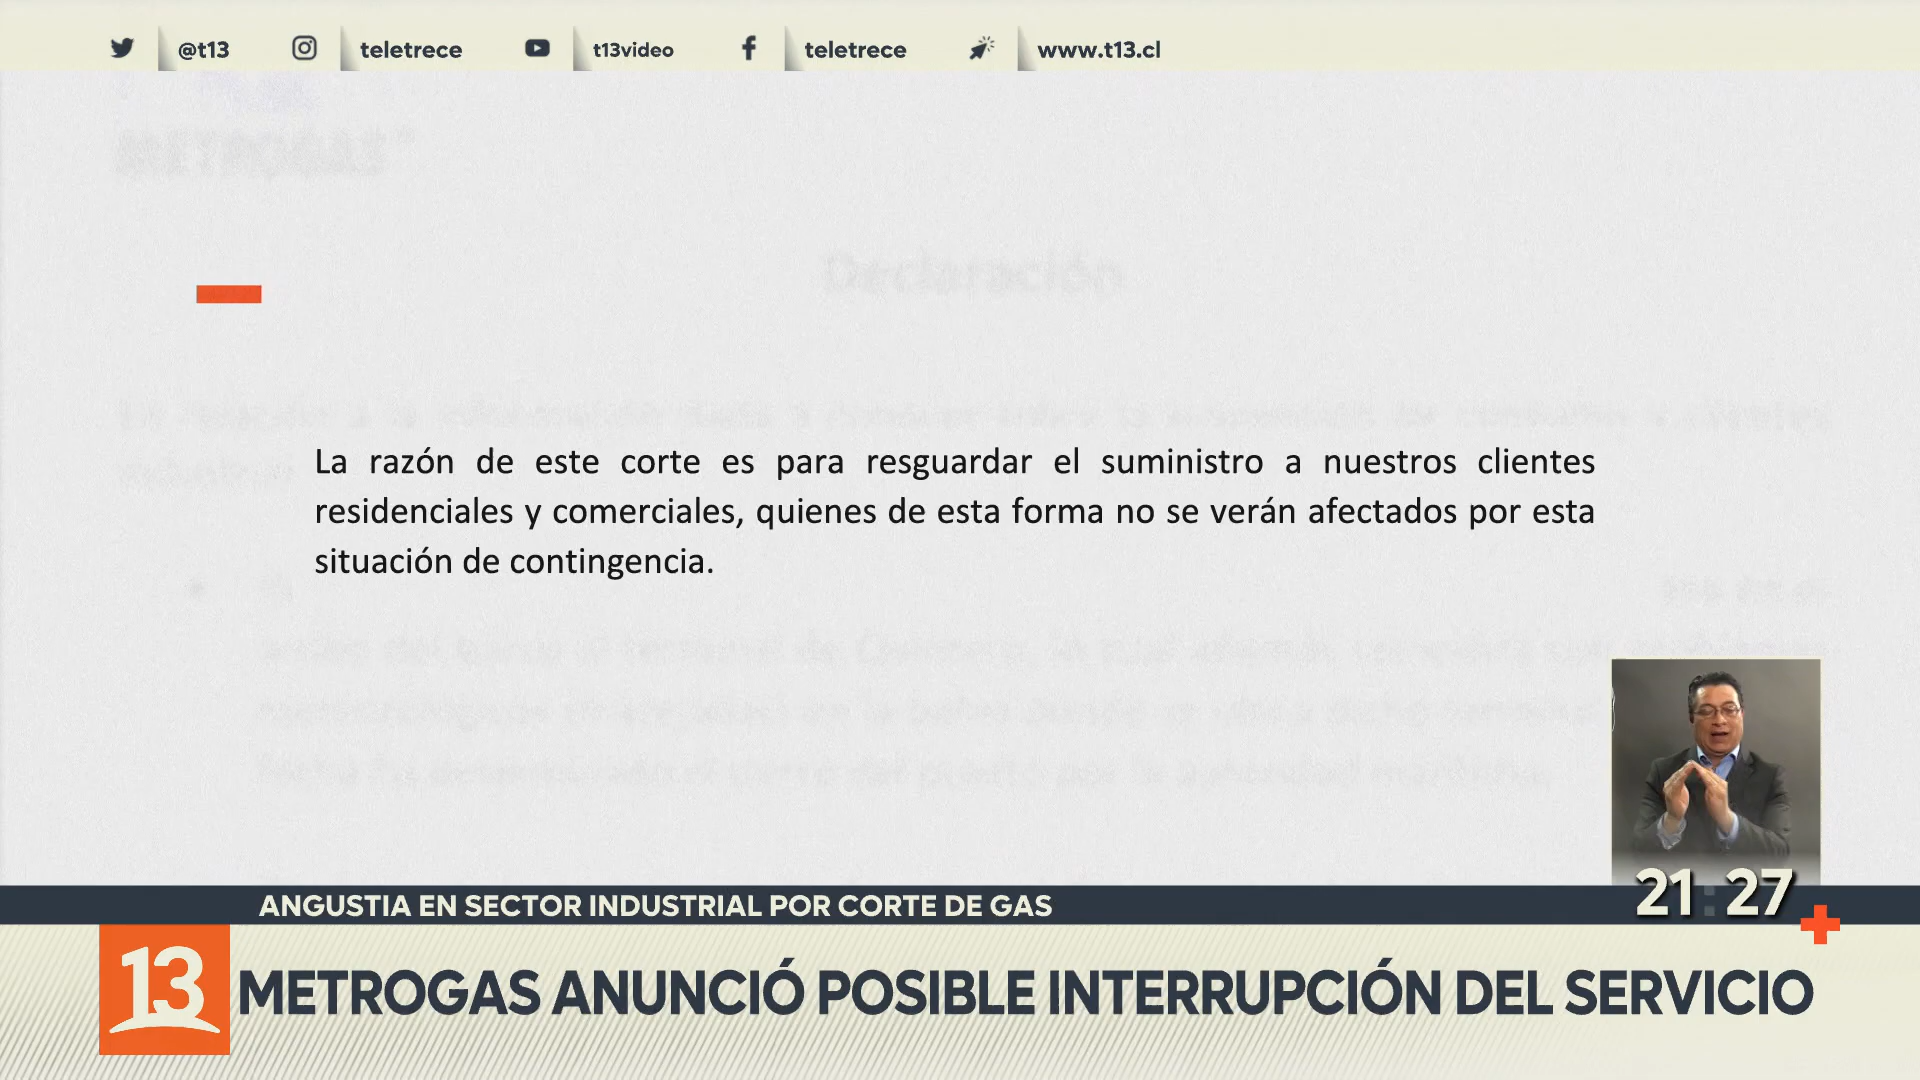 @t13 teletrece t13video teletrece www.t13.cl
METROGAS
Declaración
La razón de este corte es para resguardar el suministro a nuestros clientes
residenciales y comerciales, quienes de esta forma no se verán afectados por esta
situación de contingencia.
21:27
ANGUSTIA EN SECTOR INDUSTRIAL POR CORTE DE GAS
13 METROGAS ANUNCIÓ POSIBLE INTERRUPCIÓN DEL SERVICIO